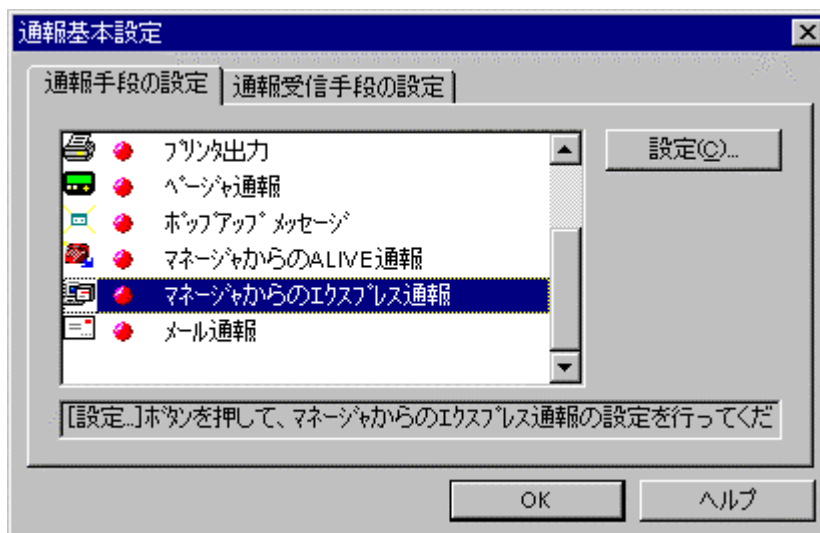 通報基本設定
通報手段の設定 通報受信手段の設定
ﾌﾟﾘﾝﾀ出力
設定(C)...
ﾍﾟｰｼﾞｬ通報
ﾎﾟｯﾌﾟｱｯﾌﾟ ﾒｯｾｰｼﾞ
ﾏﾈｰｼﾞｬからのALIVE通報
ﾏﾈｰｼﾞｬからのｴｸｽﾌﾟﾚｽ通報
ﾒｰﾙ通報
[設定...]ﾎﾞﾀﾝを押して、ﾏﾈｰｼﾞｬからのｴｸｽﾌﾟﾚｽ通報の設定を行ってくだ
OK ヘルプ